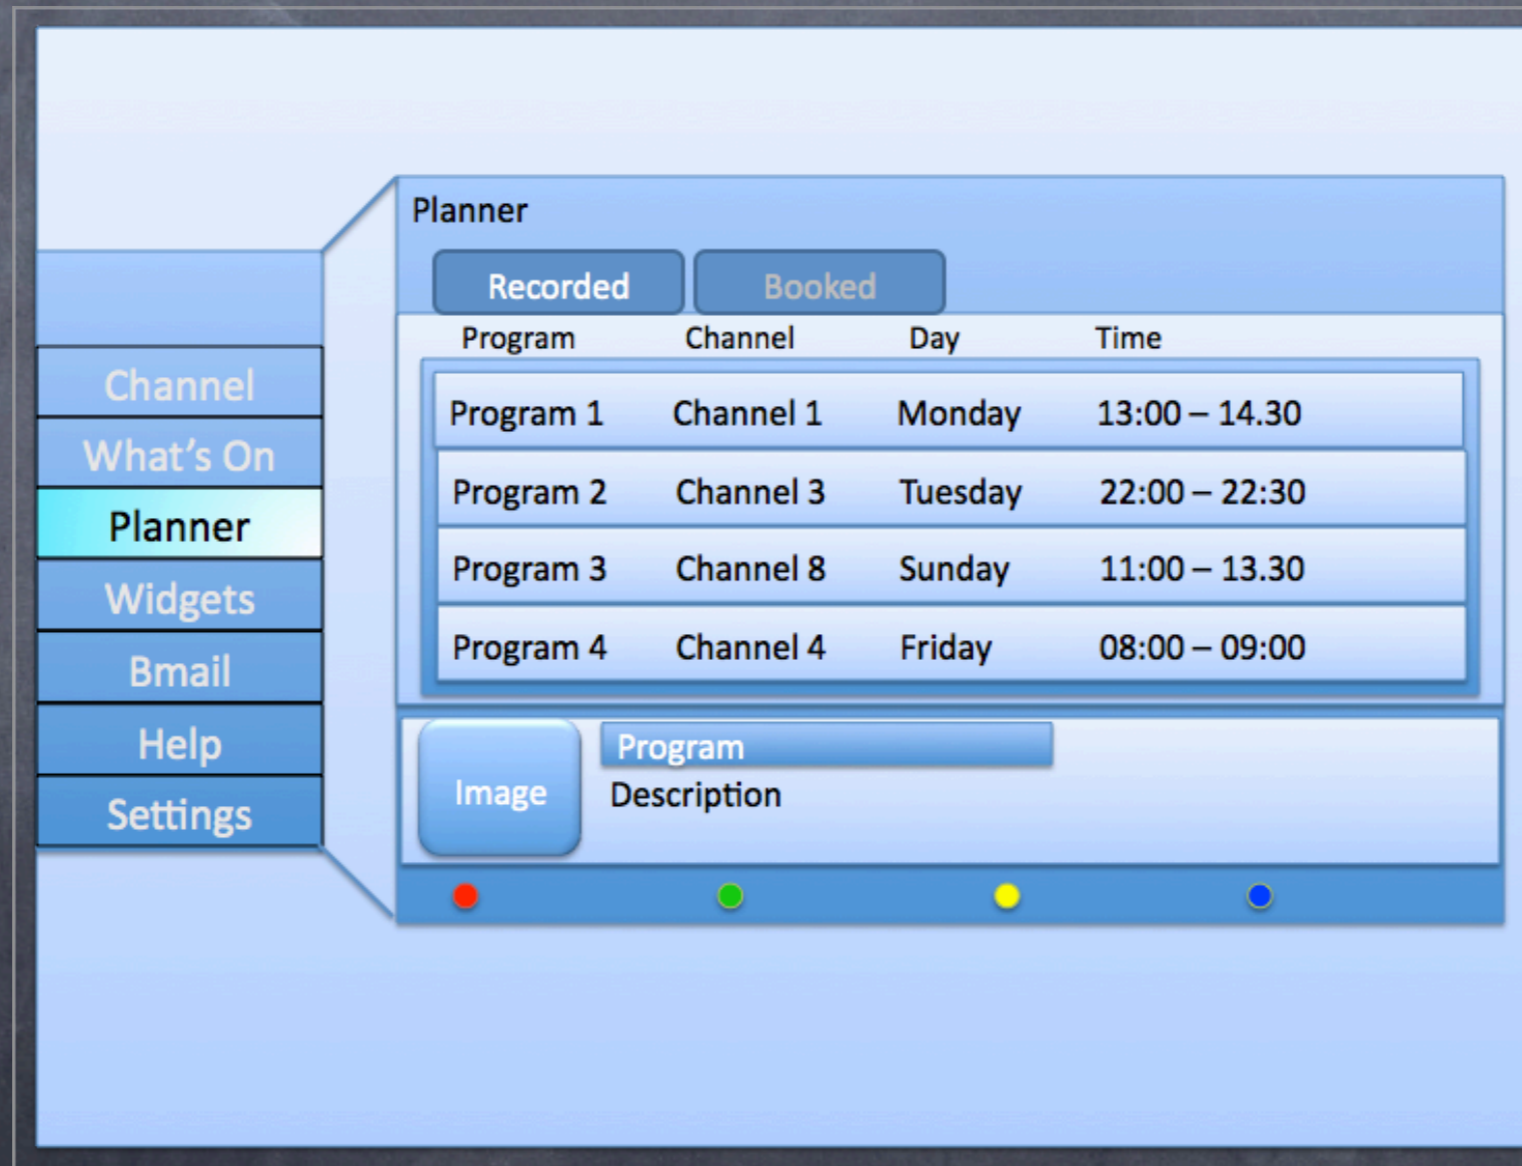 Planner
Recorded Booked
Program Channel Day Time
Program 1 Channel 1 Monday 13:00 – 14.30
Program 2 Channel 3 Tuesday 22:00 – 22:30
Program 3 Channel 8 Sunday 11:00 – 13.30
Program 4 Channel 4 Friday 08:00 – 09:00
Image
Program
Description
Channel
What's On
Planner
Widgets
Bmail
Help
Settings